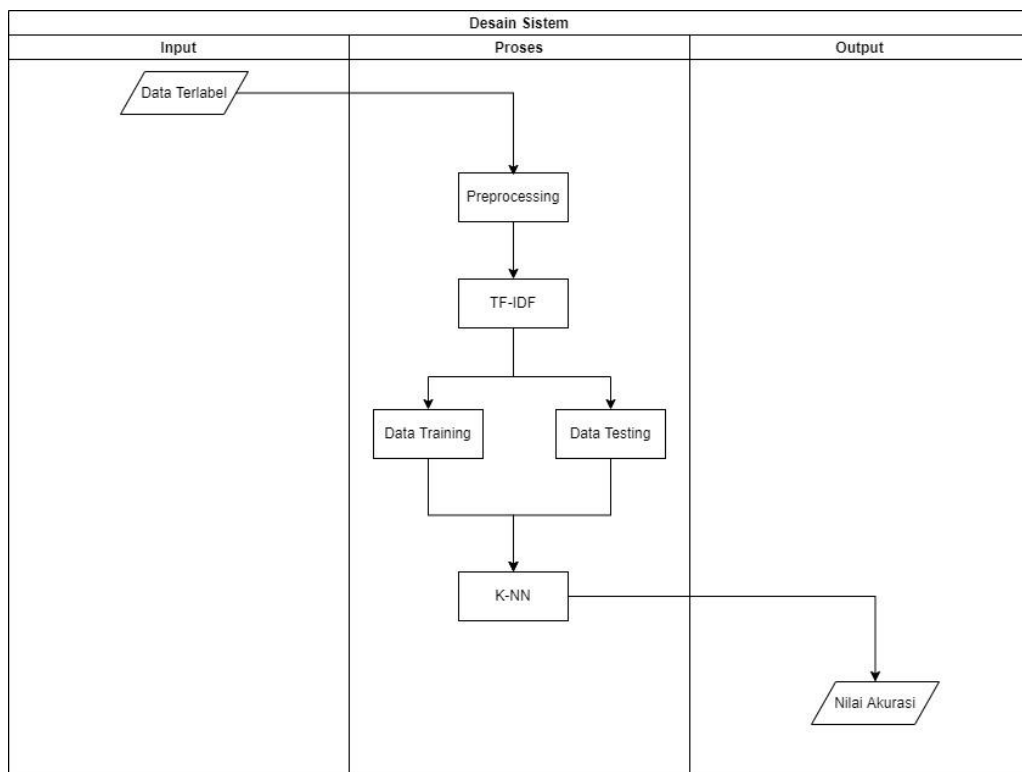 Desain Sistem
Input
Proses
Output
Data Terlabel
Preprocessing
TF-IDF
Data Training
Data Testing
K-NN
Nilai Akurasi